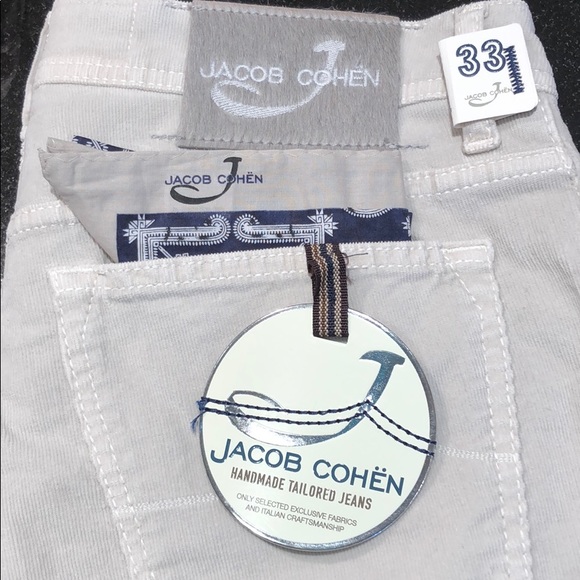 JACOB COHËN
33
JACOB COHËN
JACOB COHËN
JACOB COHËN
HANDMADE TAILORED JEANS
ONLY SELECTED EXCLUSIVE FABRICS
AND ITALIAN CRAFTSMANSHIP